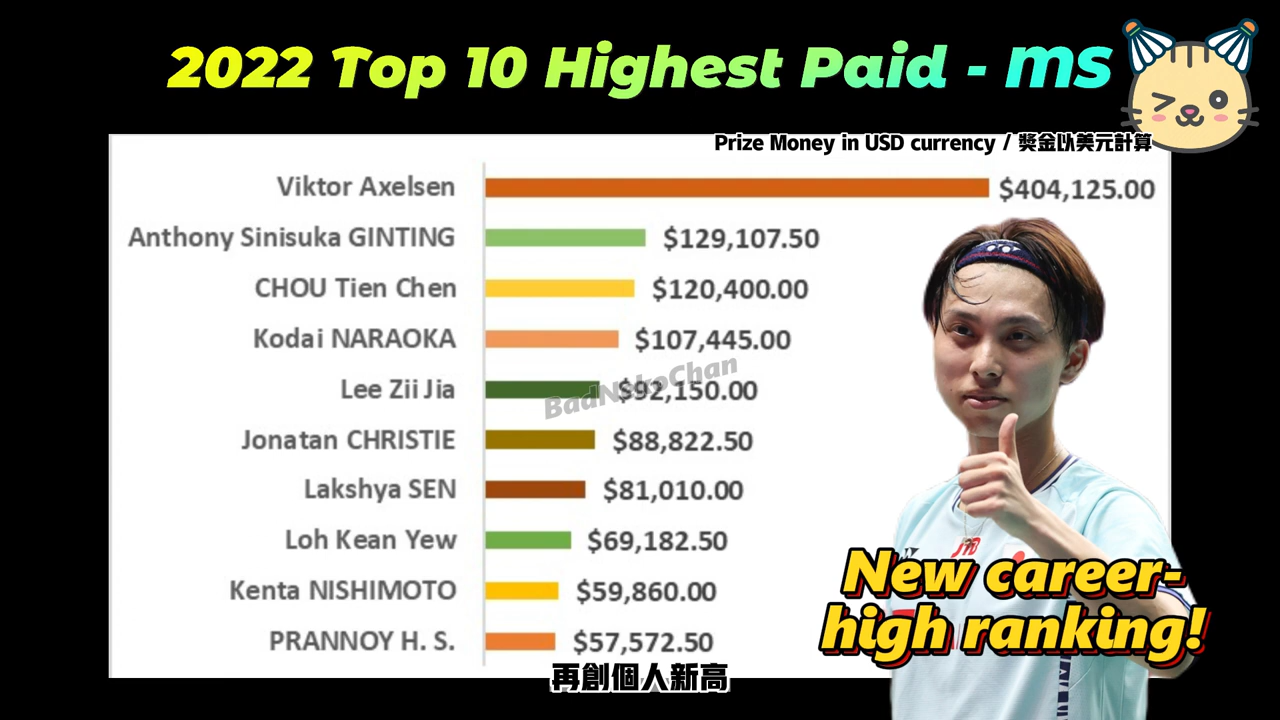 2022 Top 10 Highest Paid - MS
Prize Money in USD currency / 獎金以美元計算
Viktor Axelsen $404,125.00
Anthony Sinisuka GINTING $129,107.50
CHOU Tien Chen $120,400.00
Kodai NARAOKA $107,445.00
Lee Zii Jia $92,150.00
BadNekoChan
Jonatan CHRISTIE $88,822.50
Lakshya SEN $81,010.00
Loh Kean Yew $69,182.50
Kenta NISHIMOTO $59,860.00
PRANNOY H. S. $57,572.50
New career-
high ranking!
再創個人新高